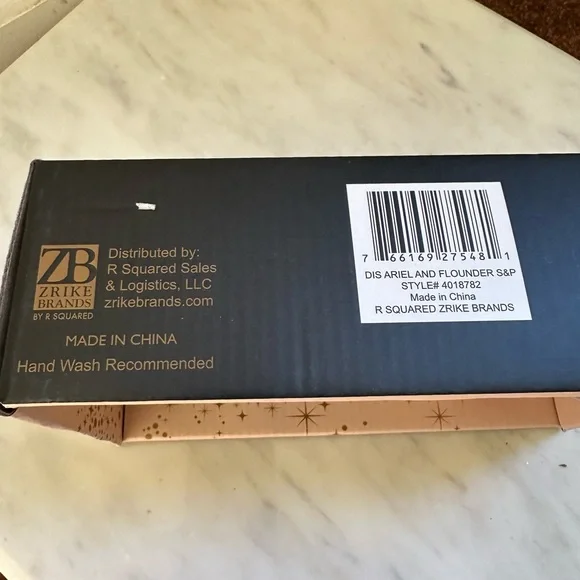 ZB
ZRIKE
BRANDS
BY R SQUARED
Distributed by:
R Squared Sales
& Logistics, LLC
zrikebrands.com
MADE IN CHINA
Hand Wash Recommended
7 66169 27548 1
DIS ARIEL AND FLOUNDER S&P
STYLE# 4018782
Made in China
R SQUARED ZRIKE BRANDS